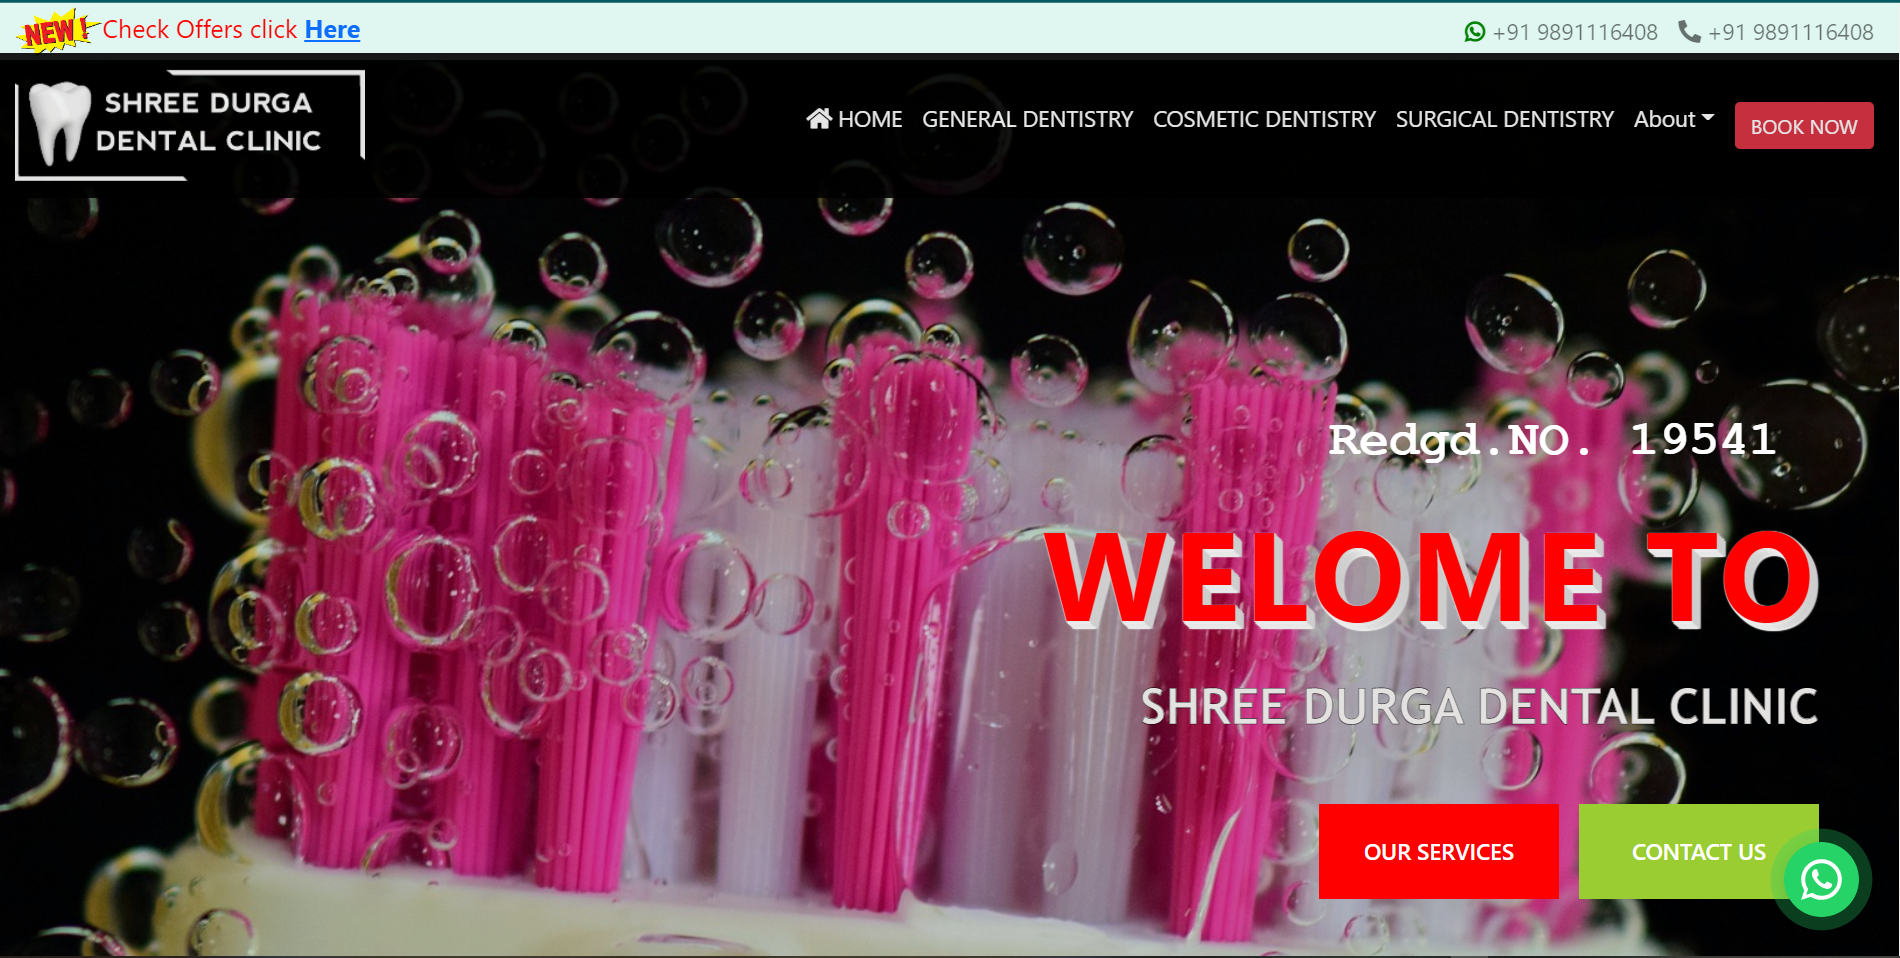 NEW! Check Offers click Here
+91 9891116408 +91 9891116408
SHREE DURGA
DENTAL CLINIC
HOME GENERAL DENTISTRY COSMETIC DENTISTRY SURGICAL DENTISTRY About BOOK NOW
Redgd.NO. 19541
WELOME TO
SHREE DURGA DENTAL CLINIC
OUR SERVICES CONTACT US